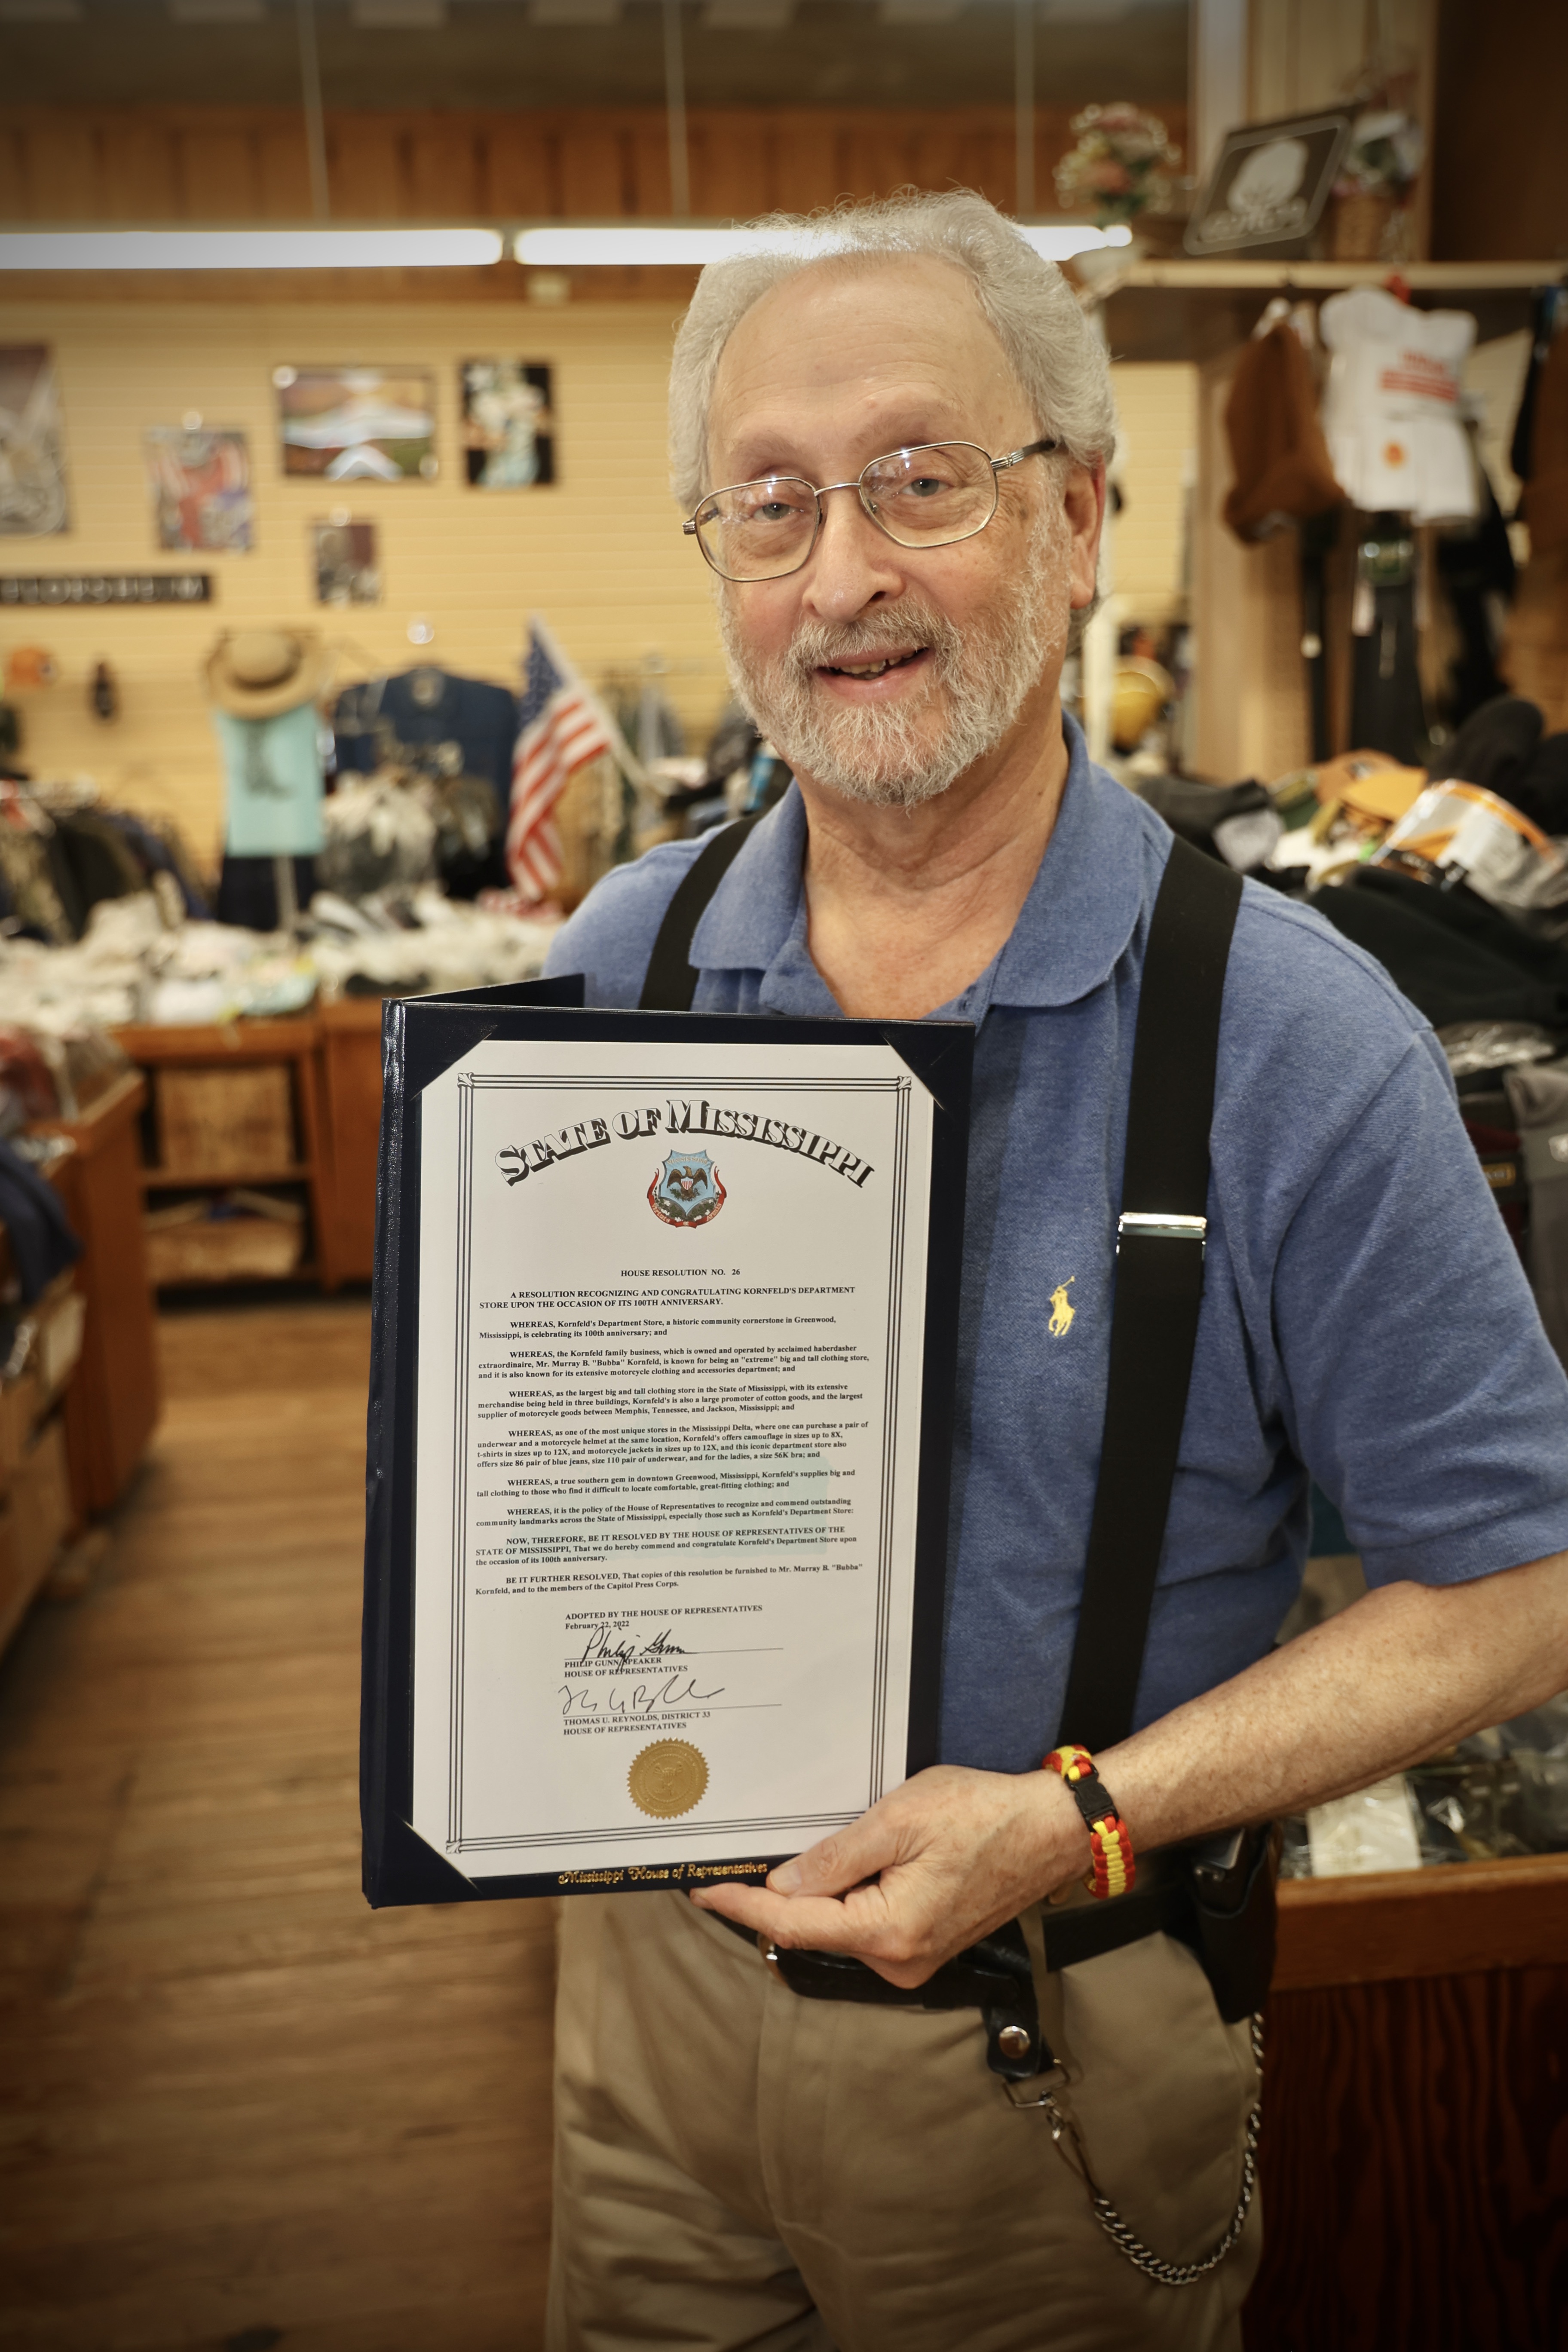 FLORSHEIM
STATE OF MISSISSIPPI
HOUSE RESOLUTION NO. 26
A RESOLUTION RECOGNIZING AND CONGRATULATING KORNFELD'S DEPARTMENT
STORE UPON THE OCCASION OF ITS 100TH ANNIVERSARY.
WHEREAS, Kornfeld's Department Store, a historic community cornerstone in Greenwood,
Mississippi, is celebrating its 100th anniversary; and
WHEREAS, the Kornfeld family business, which is owned and operated by acclaimed haberdasher
extraordinaire, Mr. Murray B. "Bubba" Kornfeld, is known for being an "extreme" big and tall clothing store,
and it is also known for its extensive motorcycle clothing and accessories department; and
WHEREAS, as the largest big and tall clothing store in the State of Mississippi, with its extensive
merchandise being held in three buildings, Kornfeld's is also a large promoter of cotton goods, and the largest
supplier of motorcycle goods between Memphis, Tennessee, and Jackson, Mississippi; and
WHEREAS, as one of the most unique stores in the Mississippi Delta, where one can purchase a pair of
underwear and a motorcycle helmet at the same location, Kornfeld's offers camouflage in sizes up to 8X,
t-shirts in sizes up to 12X, and motorcycle jackets in sizes up to 12X, and this iconic department store also
offers size 86 pair of blue jeans, size 110 pair of underwear, and for the ladies, a size 56K bra; and
WHEREAS, a true southern gem in downtown Greenwood, Mississippi, Kornfeld's supplies big and
tall clothing to those who find it difficult to locate comfortable, great-fitting clothing; and
WHEREAS, it is the policy of the House of Representatives to recognize and commend outstanding
community landmarks across the State of Mississippi, especially those such as Kornfeld's Department Store:
NOW, THEREFORE, BE IT RESOLVED BY THE HOUSE OF REPRESENTATIVES OF THE
STATE OF MISSISSIPPI, That we do hereby commend and congratulate Kornfeld's Department Store upon
the occasion of its 100th anniversary.
BE IT FURTHER RESOLVED, That copies of this resolution be furnished to Mr. Murray B. "Bubba"
Kornfeld, and to the members of the Capitol Press Corps.
ADOPTED BY THE HOUSE OF REPRESENTATIVES
February 22, 2022
Philip Gunn
PHILIP GUNN, SPEAKER
HOUSE OF REPRESENTATIVES
THOMAS U. REYNOLDS, DISTRICT 33
HOUSE OF REPRESENTATIVES
Mississippi House of Representatives